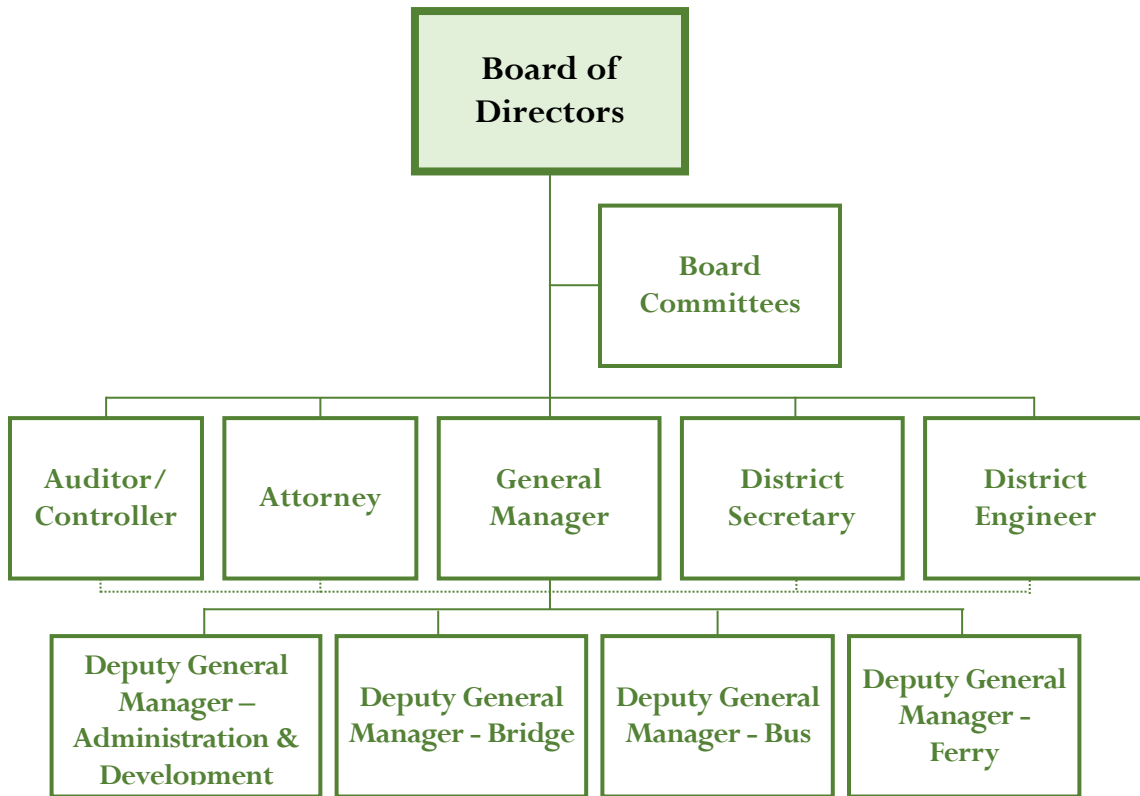 Board of
Directors
Board
Committees
Auditor/
Controller
Attorney
General
Manager
District
Secretary
District
Engineer
Deputy General
Manager –
Administration &
Development
Deputy General
Manager - Bridge
Deputy General
Manager - Bus
Deputy General
Manager -
Ferry